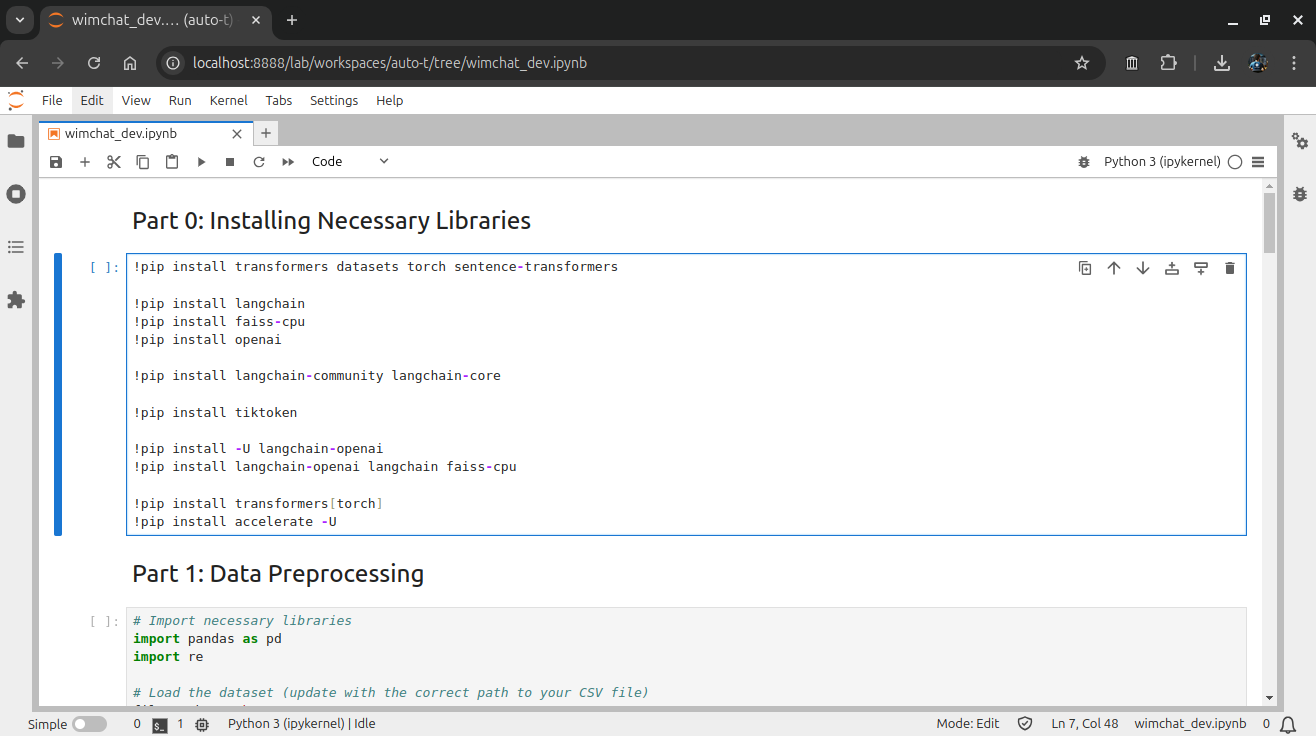 wimchat_dev.… (auto-t)
localhost:8888/lab/workspaces/auto-t/tree/wimchat_dev.ipynb
File Edit View Run Kernel Tabs Settings Help
wimchat_dev.ipynb
Code Python 3 (ipykernel)
Part 0: Installing Necessary Libraries
[ ]: !pip install transformers datasets torch sentence-transformers
!pip install langchain
!pip install faiss-cpu
!pip install openai
!pip install langchain-community langchain-core
!pip install tiktoken
!pip install -U langchain-openai
!pip install langchain-openai langchain faiss-cpu
!pip install transformers[torch]
!pip install accelerate -U
Part 1: Data Preprocessing
[ ]: # Import necessary libraries
import pandas as pd
import re
# Load the dataset (update with the correct path to your CSV file)
Simple 0 $_ 1 Python 3 (ipykernel) | Idle Mode: Edit Ln 7, Col 48 wimchat_dev.ipynb 0